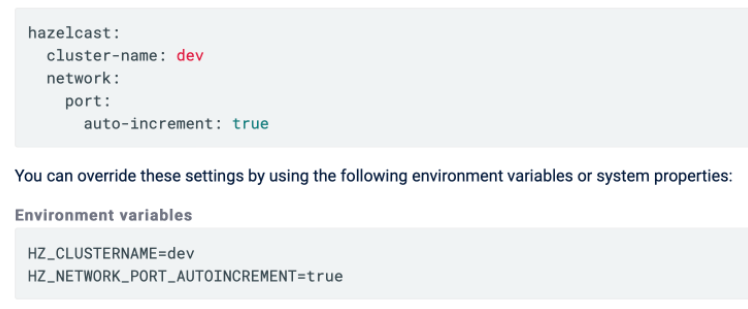 hazelcast:
  cluster-name: dev
  network:
    port:
      auto-increment: true
You can override these settings by using the following environment variables or system properties:
Environment variables
HZ_CLUSTERNAME=dev
HZ_NETWORK_PORT_AUTOINCREMENT=true